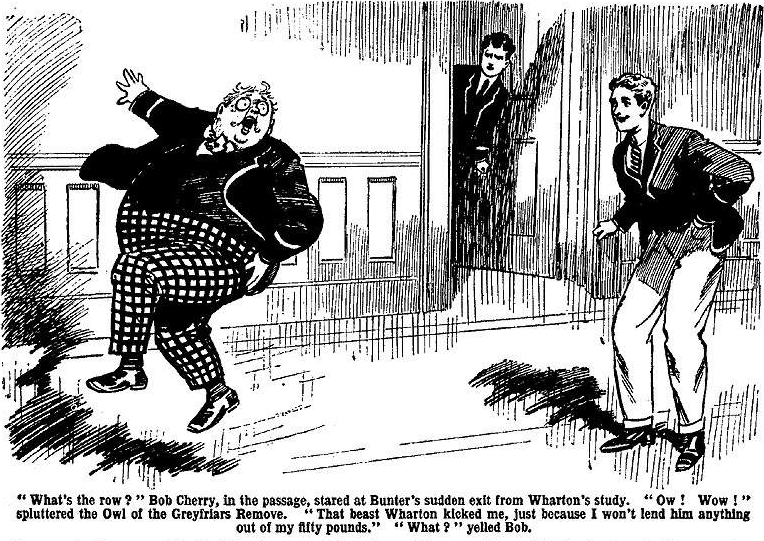 "What's the row?" Bob Cherry, in the passage, stared at Bunter's sudden exit from Wharton's study. "Ow! Wow!"
spluttered the Owl of the Greyfriars Remove. "That beast Wharton kicked me, just because I won't lend him anything
out of my fifty pounds." "What?" yelled Bob.